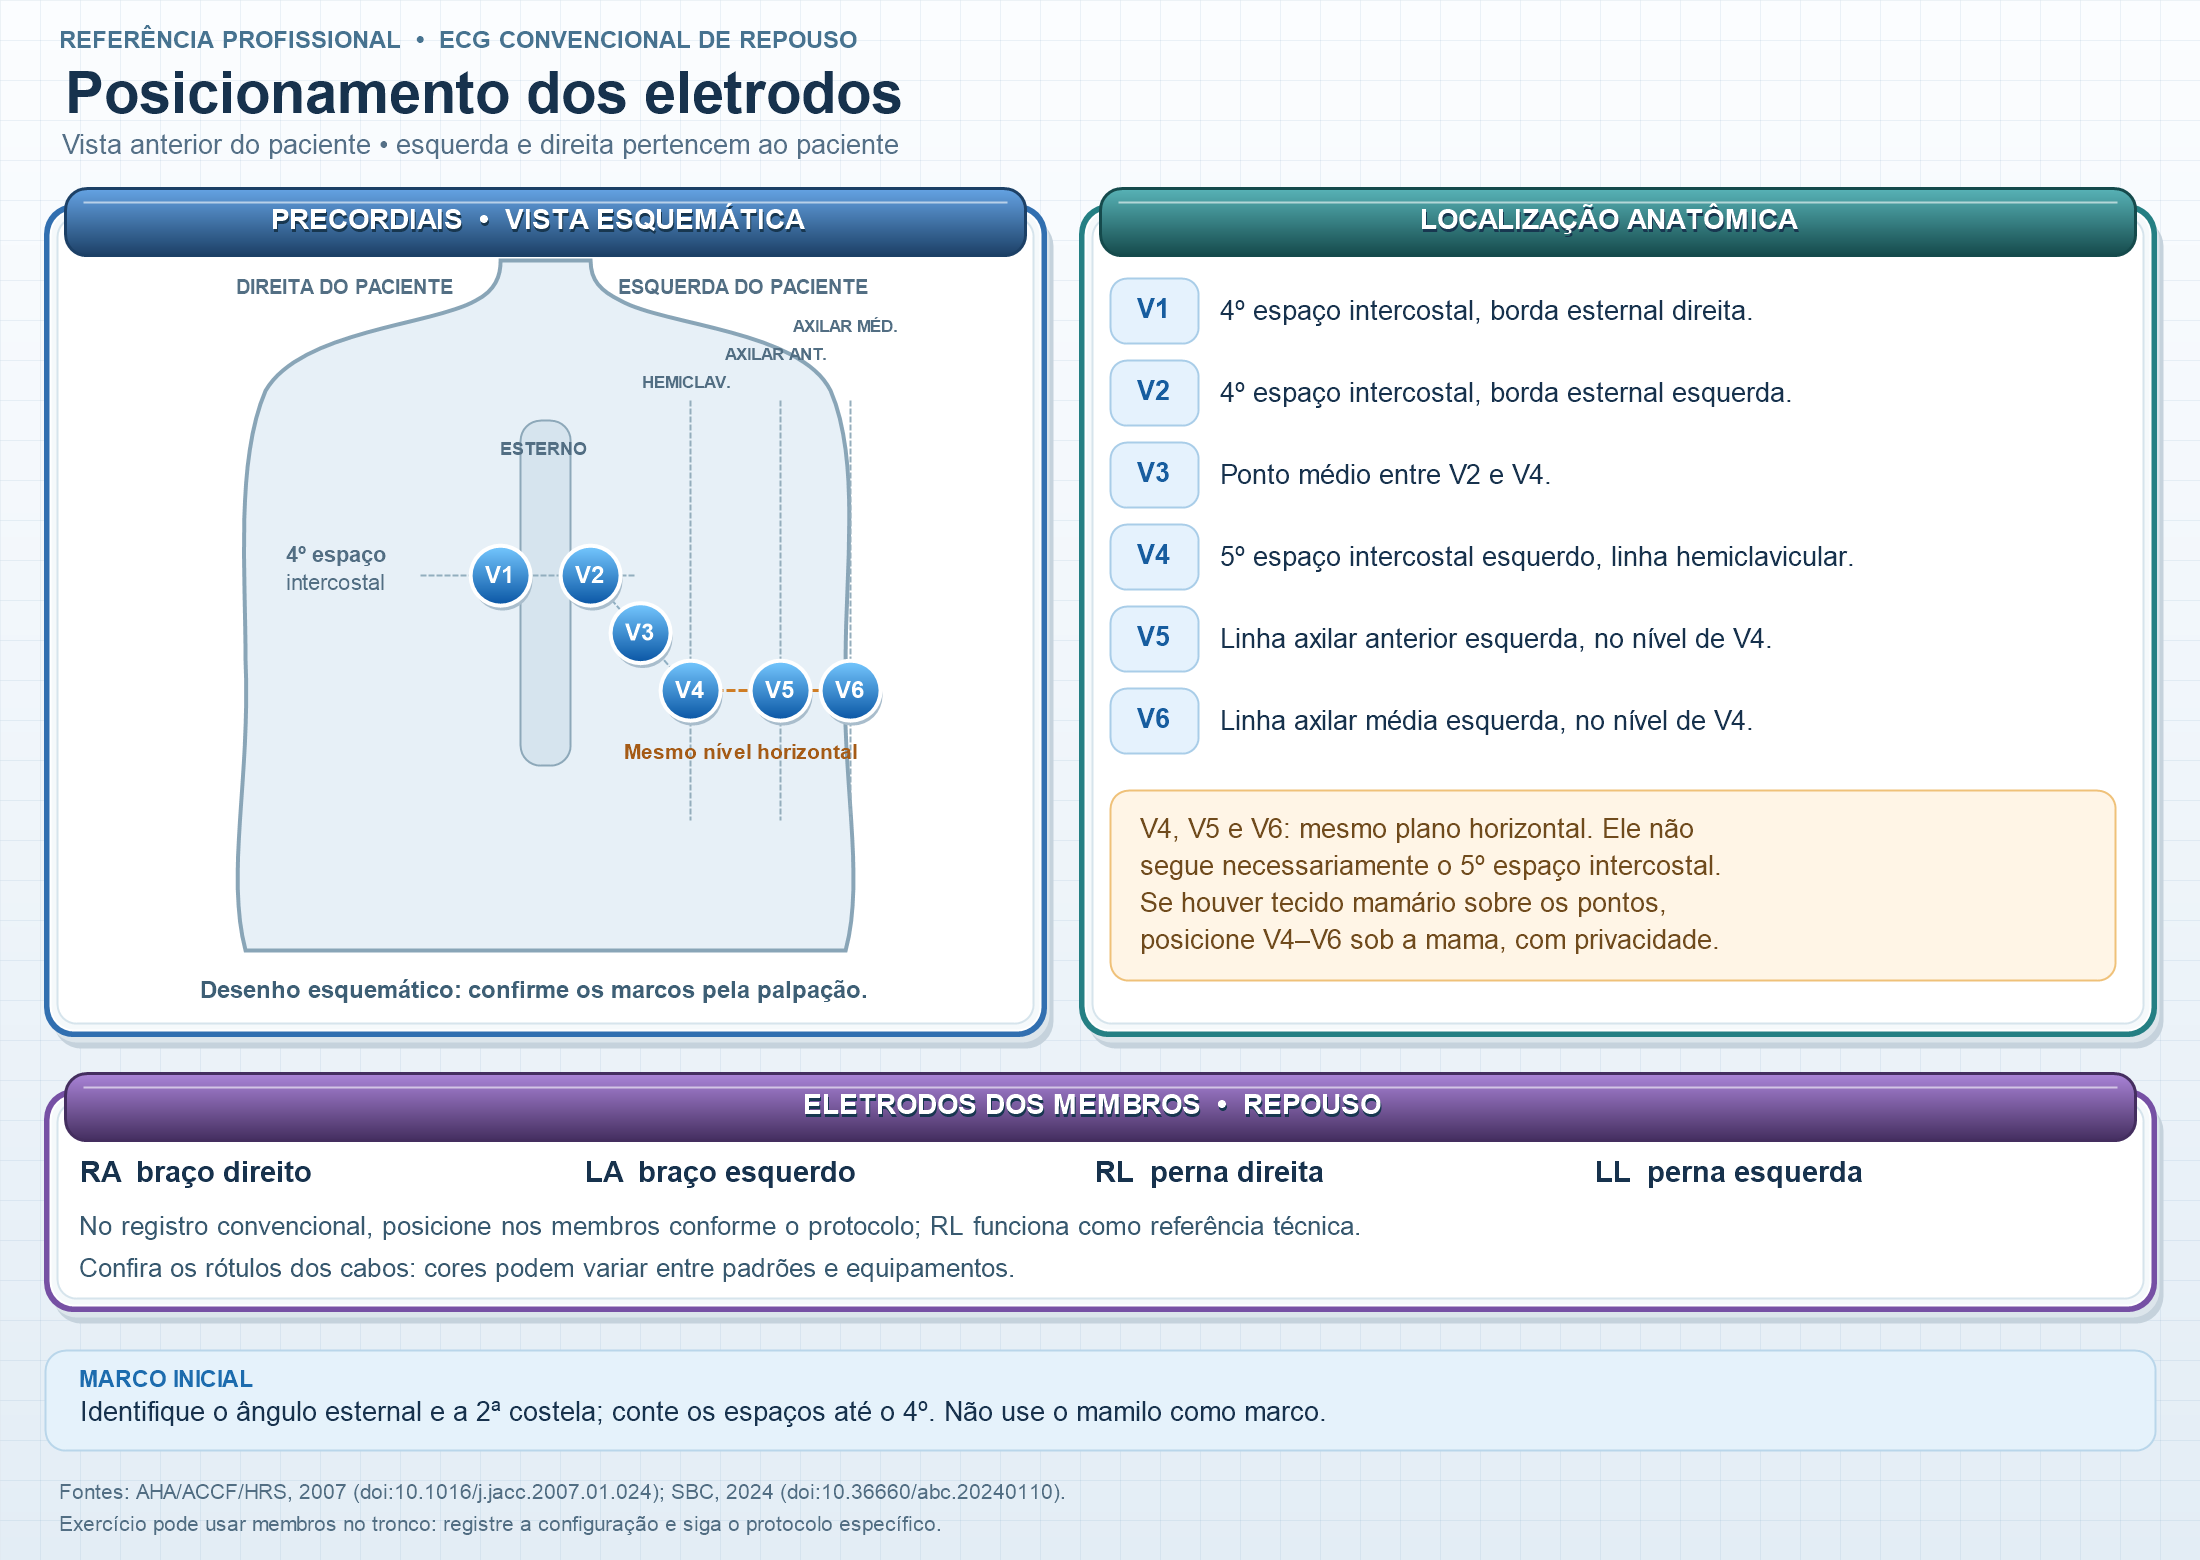 REFERÊNCIA PROFISSIONAL • ECG CONVENCIONAL DE REPOUSO
Posicionamento dos eletrodos
Vista anterior do paciente • esquerda e direita pertencem ao paciente
PRECORDIAIS • VISTA ESQUEMÁTICA
DIREITA DO PACIENTE
ESQUERDA DO PACIENTE
AXILAR MÉD.
AXILAR ANT.
HEMICLAV.
ESTERNO
4º espaço
intercostal
V1
V2
V3
V4
V5
V6
Mesmo nível horizontal
Desenho esquemático: confirme os marcos pela palpação.
LOCALIZAÇÃO ANATÔMICA
V1 4º espaço intercostal, borda esternal direita.
V2 4º espaço intercostal, borda esternal esquerda.
V3 Ponto médio entre V2 e V4.
V4 5º espaço intercostal esquerdo, linha hemiclavicular.
V5 Linha axilar anterior esquerda, no nível de V4.
V6 Linha axilar média esquerda, no nível de V4.
V4, V5 e V6: mesmo plano horizontal. Ele não
segue necessariamente o 5º espaço intercostal.
Se houver tecido mamário sobre os pontos,
posicione V4–V6 sob a mama, com privacidade.
ELETRODOS DOS MEMBROS • REPOUSO
RA braço direito
LA braço esquerdo
RL perna direita
LL perna esquerda
No registro convencional, posicione nos membros conforme o protocolo; RL funciona como referência técnica.
Confira os rótulos dos cabos: cores podem variar entre padrões e equipamentos.
MARCO INICIAL
Identifique o ângulo esternal e a 2ª costela; conte os espaços até o 4º. Não use o mamilo como marco.
Fontes: AHA/ACCF/HRS, 2007 (doi:10.1016/j.jacc.2007.01.024); SBC, 2024 (doi:10.36660/abc.20240110).
Exercício pode usar membros no tronco: registre a configuração e siga o protocolo específico.